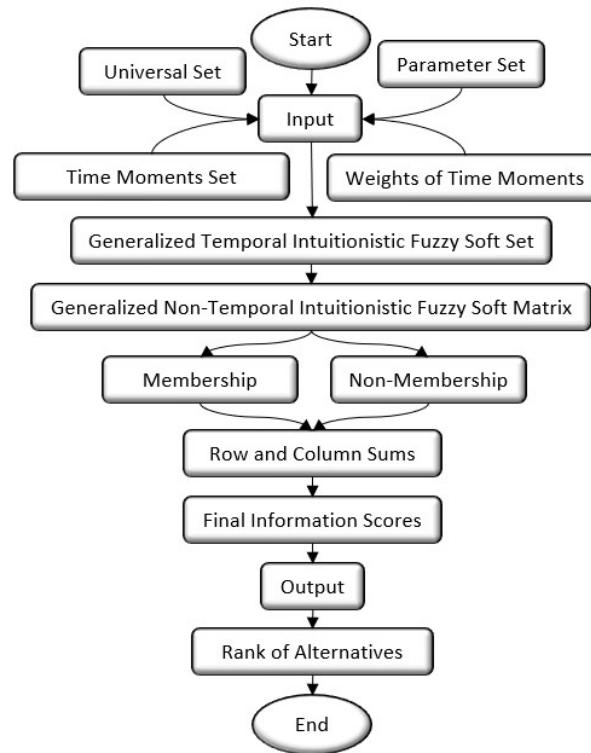 Start
Universal Set
Parameter Set
Input
Time Moments Set
Weights of Time Moments
Generalized Temporal Intuitionistic Fuzzy Soft Set
Generalized Non-Temporal Intuitionistic Fuzzy Soft Matrix
Membership
Non-Membership
Row and Column Sums
Final Information Scores
Output
Rank of Alternatives
End